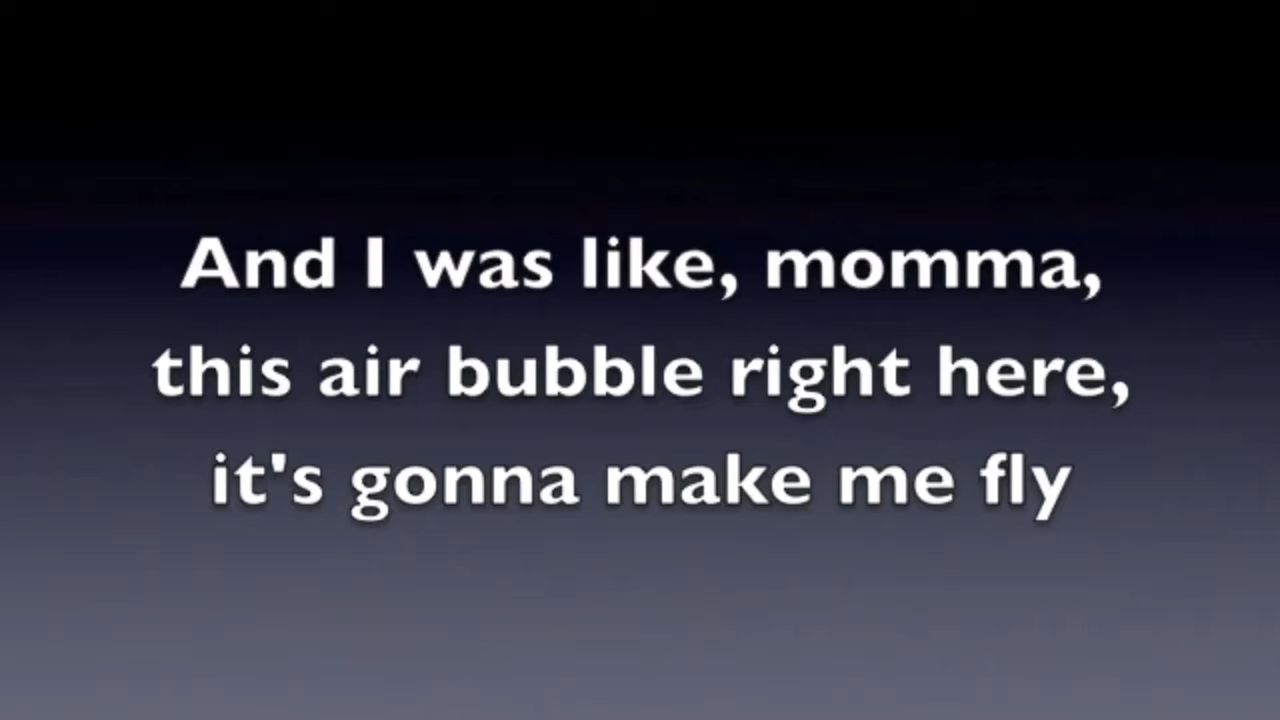 And I was like, momma,
this air bubble right here,
it's gonna make me fly